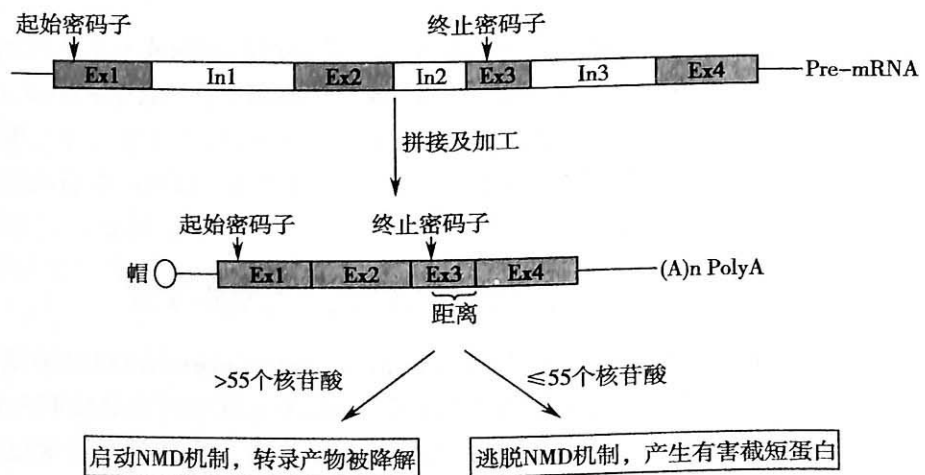 起始密码子 终止密码子
Ex1 In1 Ex2 In2 Ex3 In3 Ex4 Pre-mRNA
拼接及加工
起始密码子 终止密码子
帽 Ex1 Ex2 Ex3 Ex4 (A)n PolyA
距离
>55个核苷酸 ≤55个核苷酸
启动NMD机制，转录产物被降解 逃脱NMD机制，产生有害截短蛋白